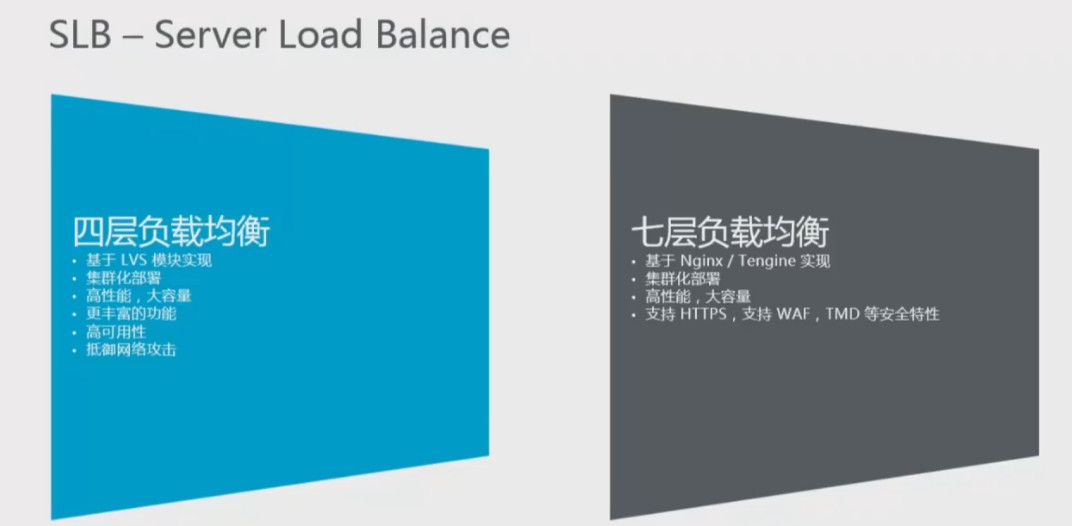 SLB – Server Load Balance
四层负载均衡
• 基于 LVS 模块实现
• 集群化部署
• 高性能，大容量
• 更丰富的功能
• 高可用性
• 抵御网络攻击
七层负载均衡
• 基于 Nginx / Tengine 实现
• 集群化部署
• 高性能，大容量
• 支持 HTTPS，支持 WAF，TMD 等安全特性